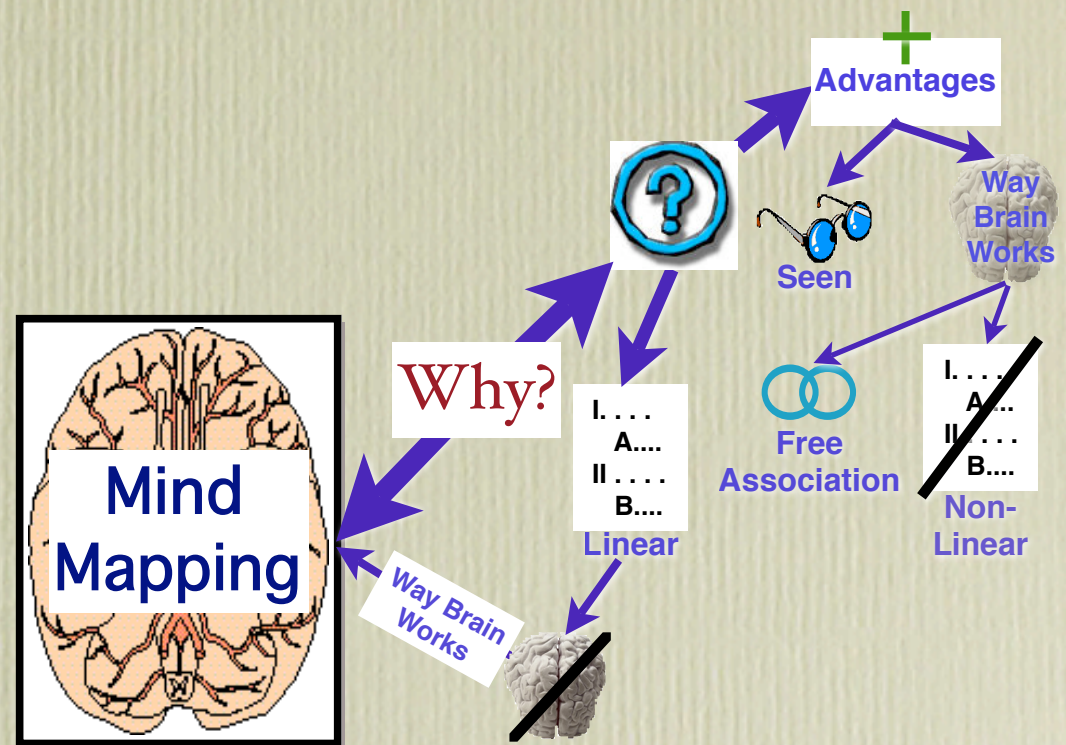 Advantages
?
Way
Brain
Works
Seen
Why?
I. . . .
A....
II . . . .
B....
Linear
Free
Association
I. . . .
A....
II . . . .
B....
Non-
Linear
Mind
Mapping
Way Brain
Works